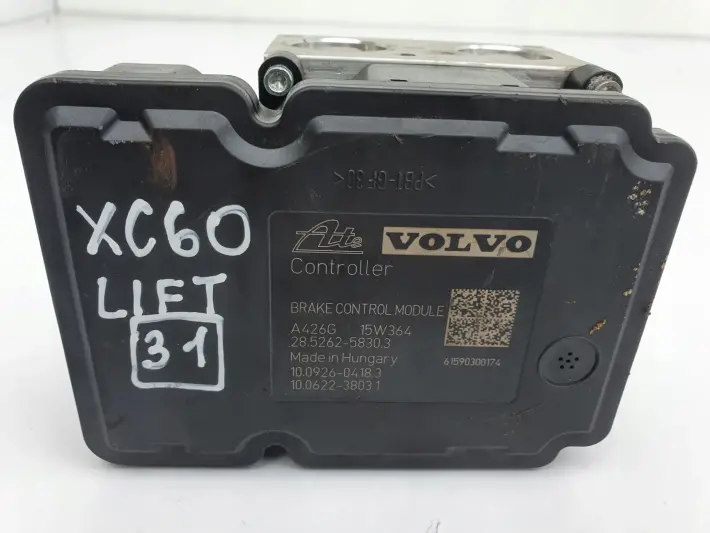 >PBT-GF30<
XC60
LIFT
31
Ate VOLVO
Controller
BRAKE CONTROL MODULE
A426G 15W364
28.5262-5830.3
Made in Hungary
61590300174
10.0926-0418.3
10.0622-3803.1